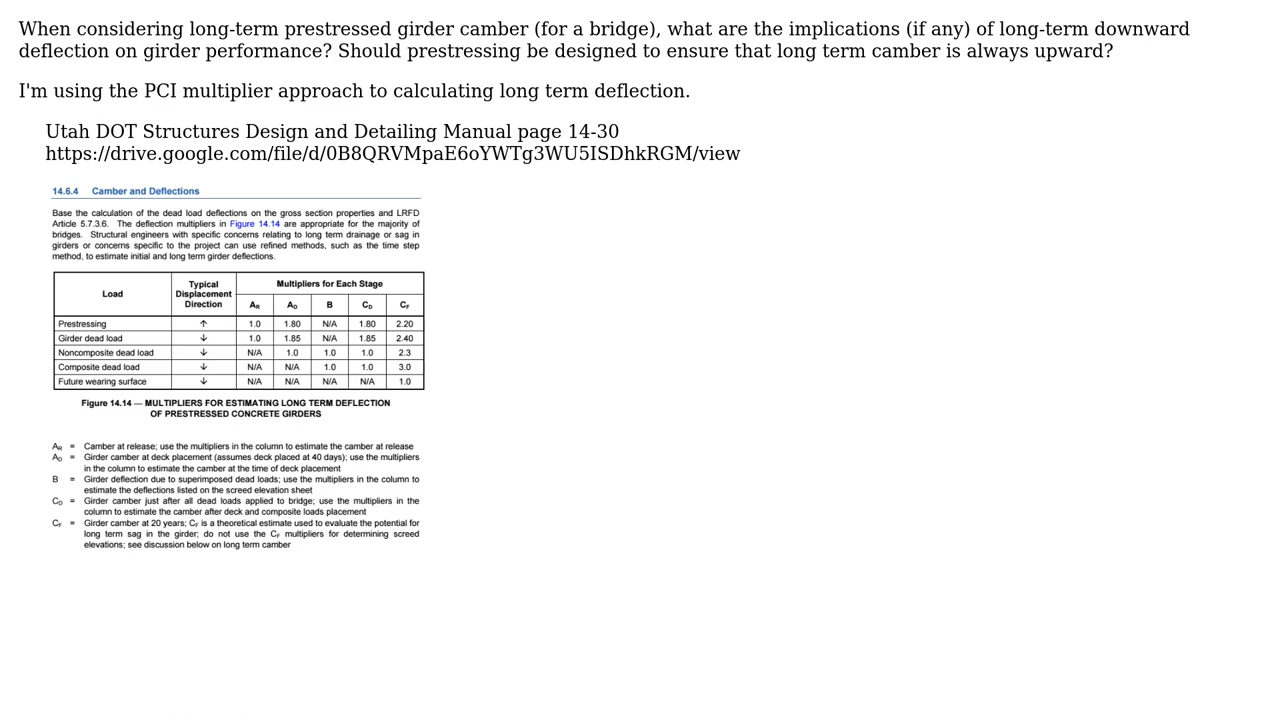 When considering long-term prestressed girder camber (for a bridge), what are the implications (if any) of long-term downward
deflection on girder performance? Should prestressing be designed to ensure that long term camber is always upward?
I'm using the PCI multiplier approach to calculating long term deflection.
Utah DOT Structures Design and Detailing Manual page 14-30
https://drive.google.com/file/d/0B8QRVMpaE6oYWTg3WU5ISDhkRGM/view
14.6.4 Camber and Deflections
Base the calculation of the dead load deflections on the gross section properties and LRFD
Article 5.7.3.6. The deflection multipliers in Figure 14.14 are appropriate for the majority of
bridges. Structural engineers with specific concerns relating to long term drainage or sag in
girders or concerns specific to the project can use refined methods, such as the time step
method, to estimate initial and long term girder deflections.
Load Typical Displacement Direction Multipliers for Each Stage
AR AD B CD CF
Prestressing ↑ 1.0 1.80 N/A 1.80 2.20
Girder dead load ↓ 1.0 1.85 N/A 1.85 2.40
Noncomposite dead load ↓ N/A 1.0 1.0 1.0 2.3
Composite dead load ↓ N/A N/A 1.0 1.0 3.0
Future wearing surface ↓ N/A N/A N/A N/A 1.0
Figure 14.14 — MULTIPLIERS FOR ESTIMATING LONG TERM DEFLECTION
OF PRESTRESSED CONCRETE GIRDERS
AR = Camber at release; use the multipliers in the column to estimate the camber at release
AD = Girder camber at deck placement (assumes deck placed at 40 days); use the multipliers
in the column to estimate the camber at the time of deck placement
B = Girder deflection due to superimposed dead loads; use the multipliers in the column to
estimate the deflections listed on the screed elevation sheet
CD = Girder camber just after all dead loads applied to bridge; use the multipliers in the
column to estimate the camber after deck and composite loads placement
CF = Girder camber at 20 years; CF is a theoretical estimate used to evaluate the potential for
long term sag in the girder; do not use the CF multipliers for determining screed
elevations; see discussion below on long term camber